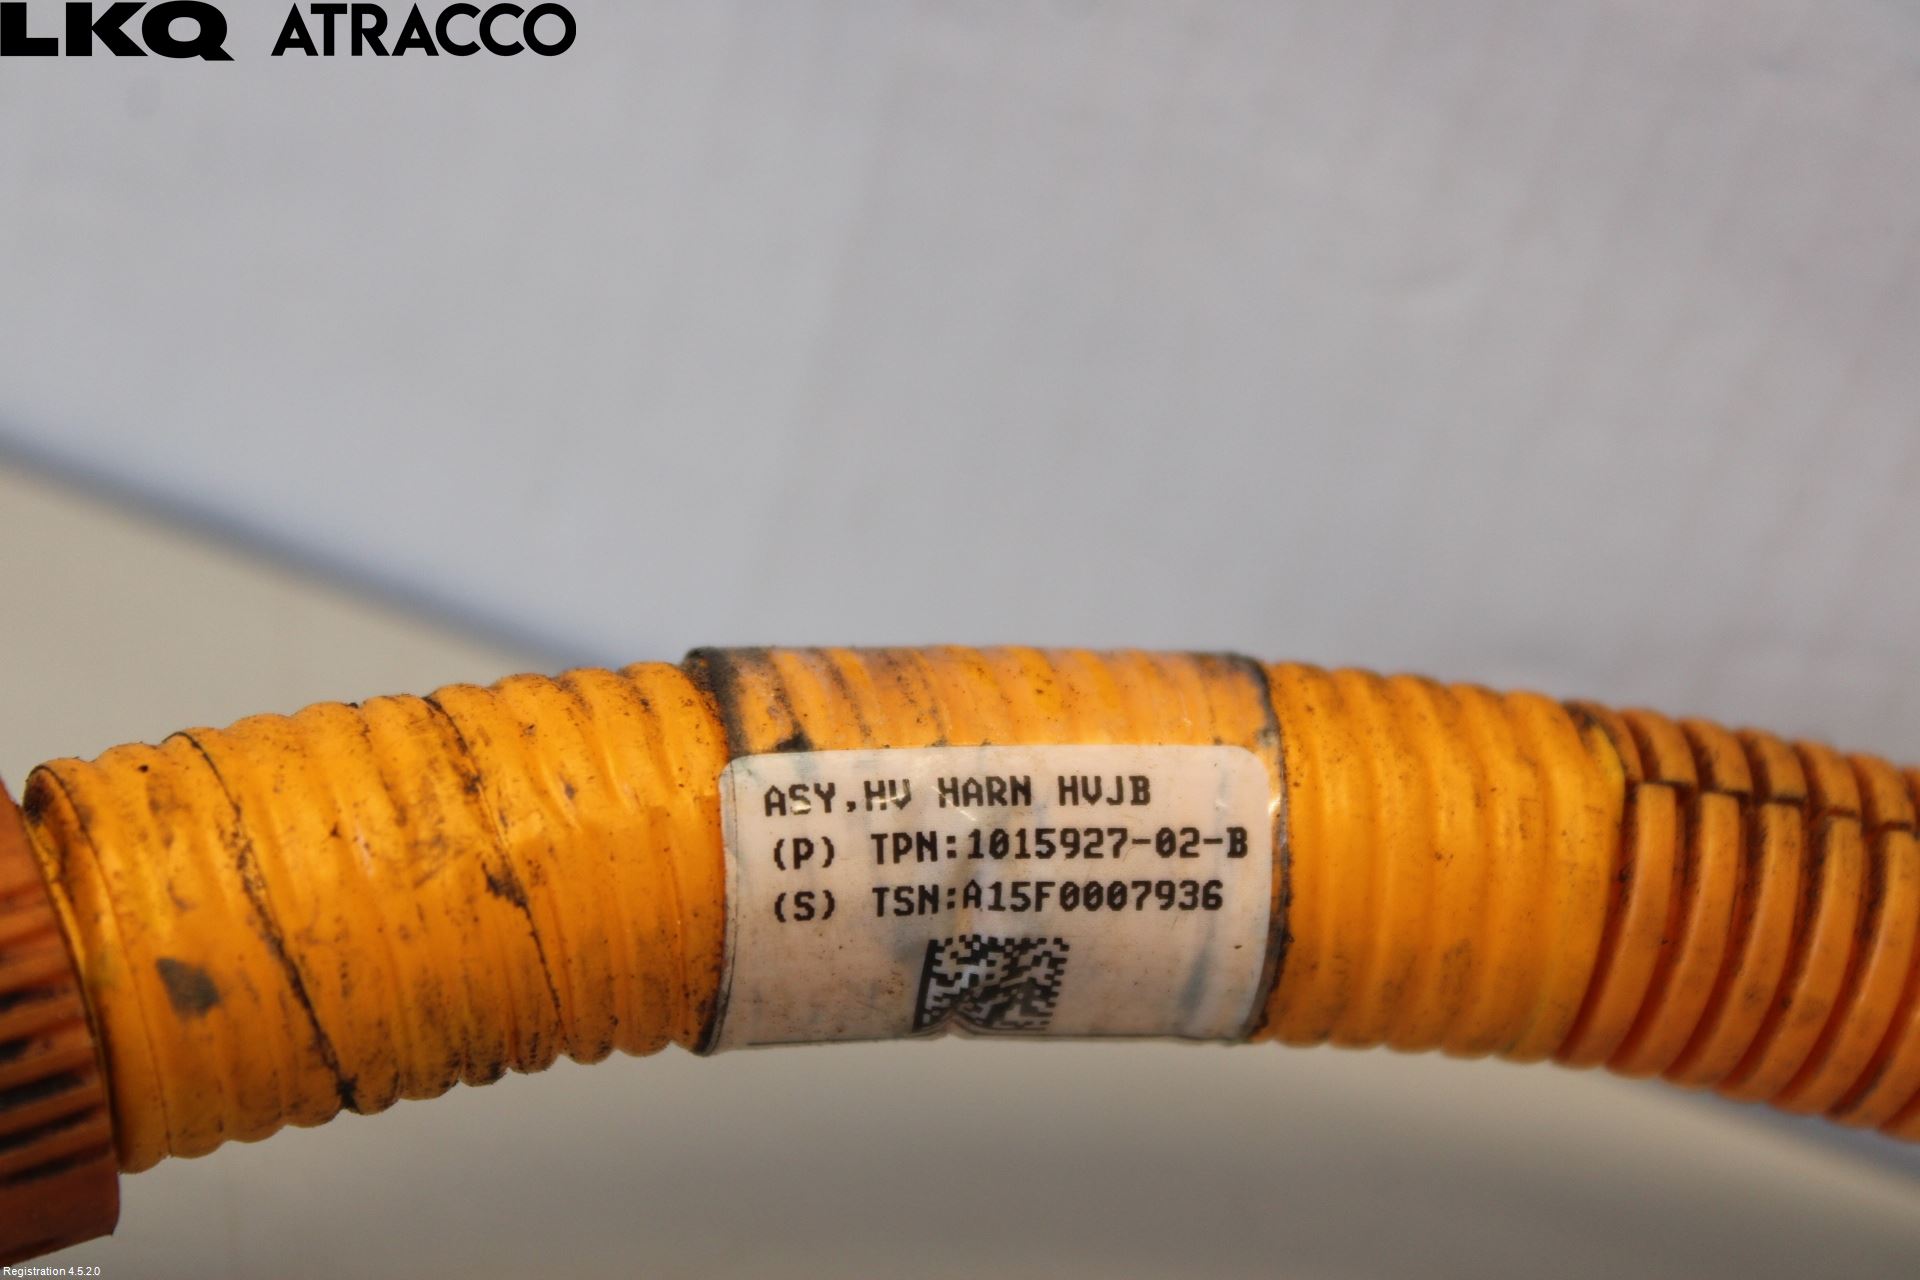 LKQ ATRACCO
ASY,HV HARN HVJB
(P) TPN:1015927-02-B
(S) TSN:A15F0007936
Registration 4.5.2.0